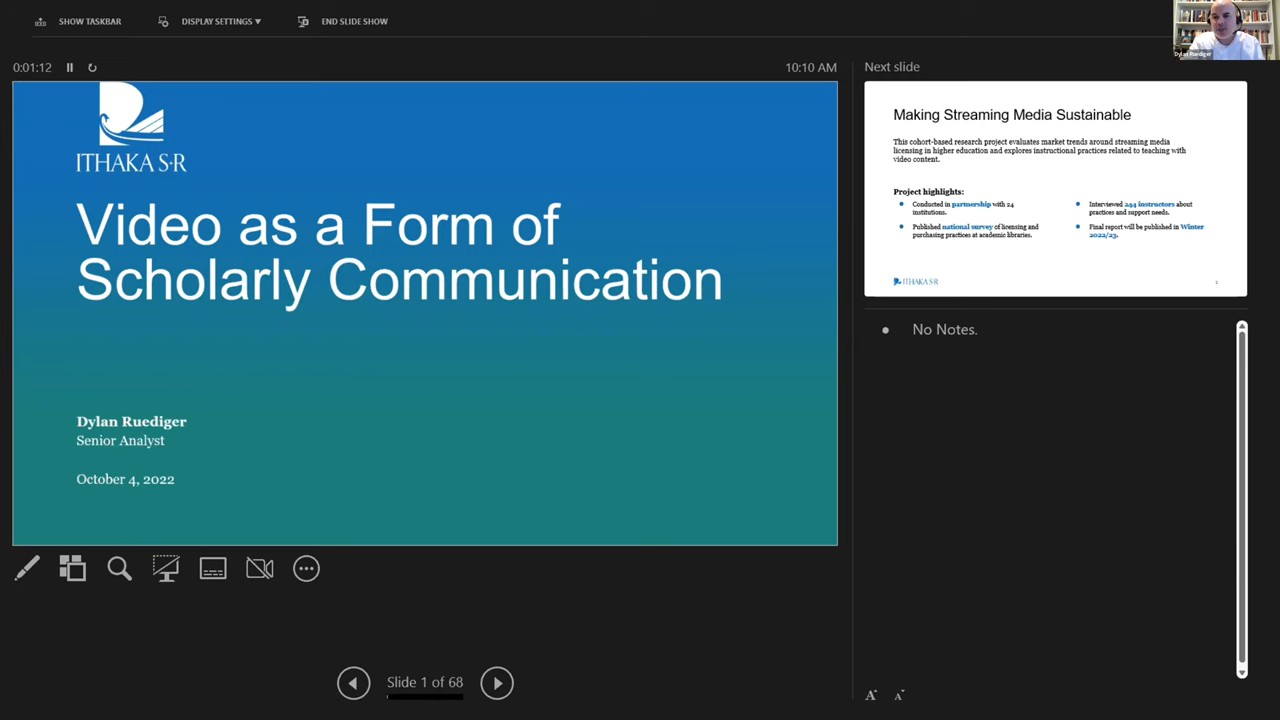 SHOW TASKBAR
DISPLAY SETTINGS
END SLIDE SHOW
Dylan Ruediger
0:01:12
10:10 AM
ITHAKA S·R
Video as a Form of
Scholarly Communication
Dylan Ruediger
Senior Analyst
October 4, 2022
Slide 1 of 68
Next slide
Making Streaming Media Sustainable
This cohort-based research project evaluates market trends around streaming media
licensing in higher education and explores instructional practices related to teaching with
video content.
Project highlights:
Conducted in partnership with 24
institutions.
Published national survey of licensing and
purchasing practices at academic libraries.
Interviewed 244 instructors about
practices and support needs.
Final report will be published in Winter
2022/23.
ITHAKA S·R
2
No Notes.
A
A